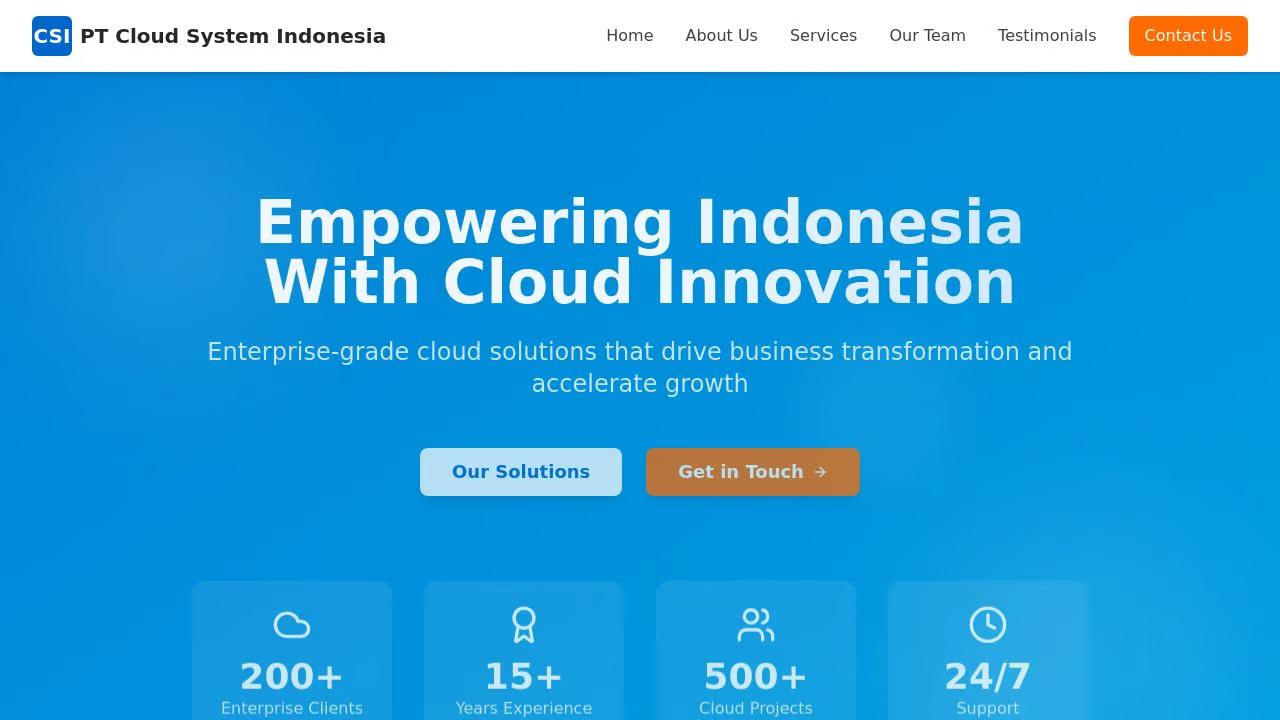 CSI PT Cloud System Indonesia
Home About Us Services Our Team Testimonials Contact Us
Empowering Indonesia
With Cloud Innovation
Enterprise-grade cloud solutions that drive business transformation and
accelerate growth
Our Solutions Get in Touch →
200+ 15+ 500+ 24/7
Enterprise Clients Years Experience Cloud Projects Support